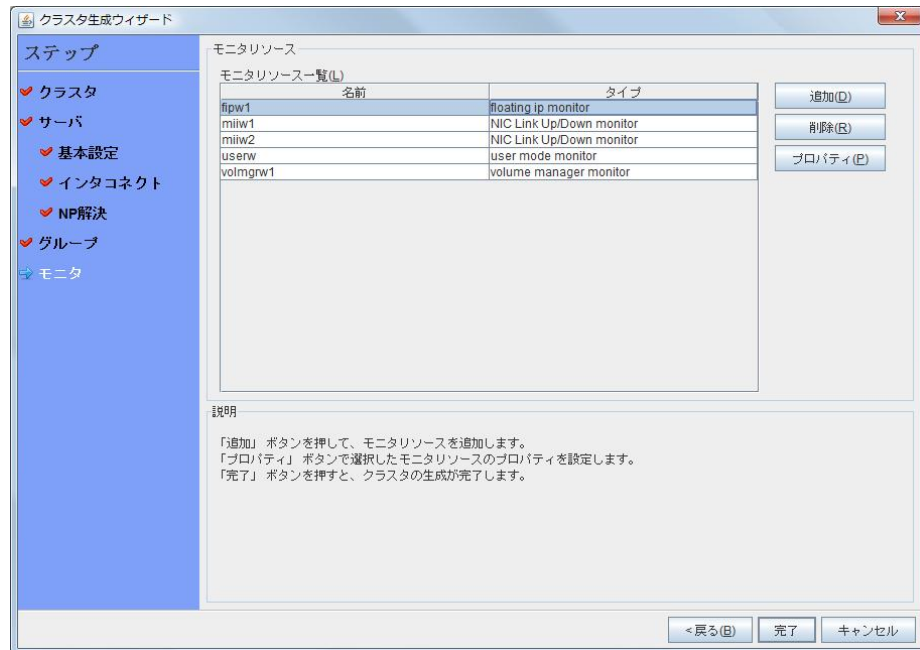 クラスタ生成ウィザード
ステップ
クラスタ
サーバ
基本設定
インタコネクト
NP解決
グループ
モニタ
モニタリソース
モニタリソース一覧(L)
名前 タイプ
fipw1 floating ip monitor
miiw1 NIC Link Up/Down monitor
miiw2 NIC Link Up/Down monitor
userw user mode monitor
volmgrw1 volume manager monitor
追加(D)
削除(R)
プロパティ(P)
説明
「追加」 ボタンを押して、モニタリソースを追加します。
「プロパティ」 ボタンで選択したモニタリソースのプロパティを設定します。
「完了」 ボタンを押すと、クラスタの生成が完了します。
<戻る(B) 完了 キャンセル